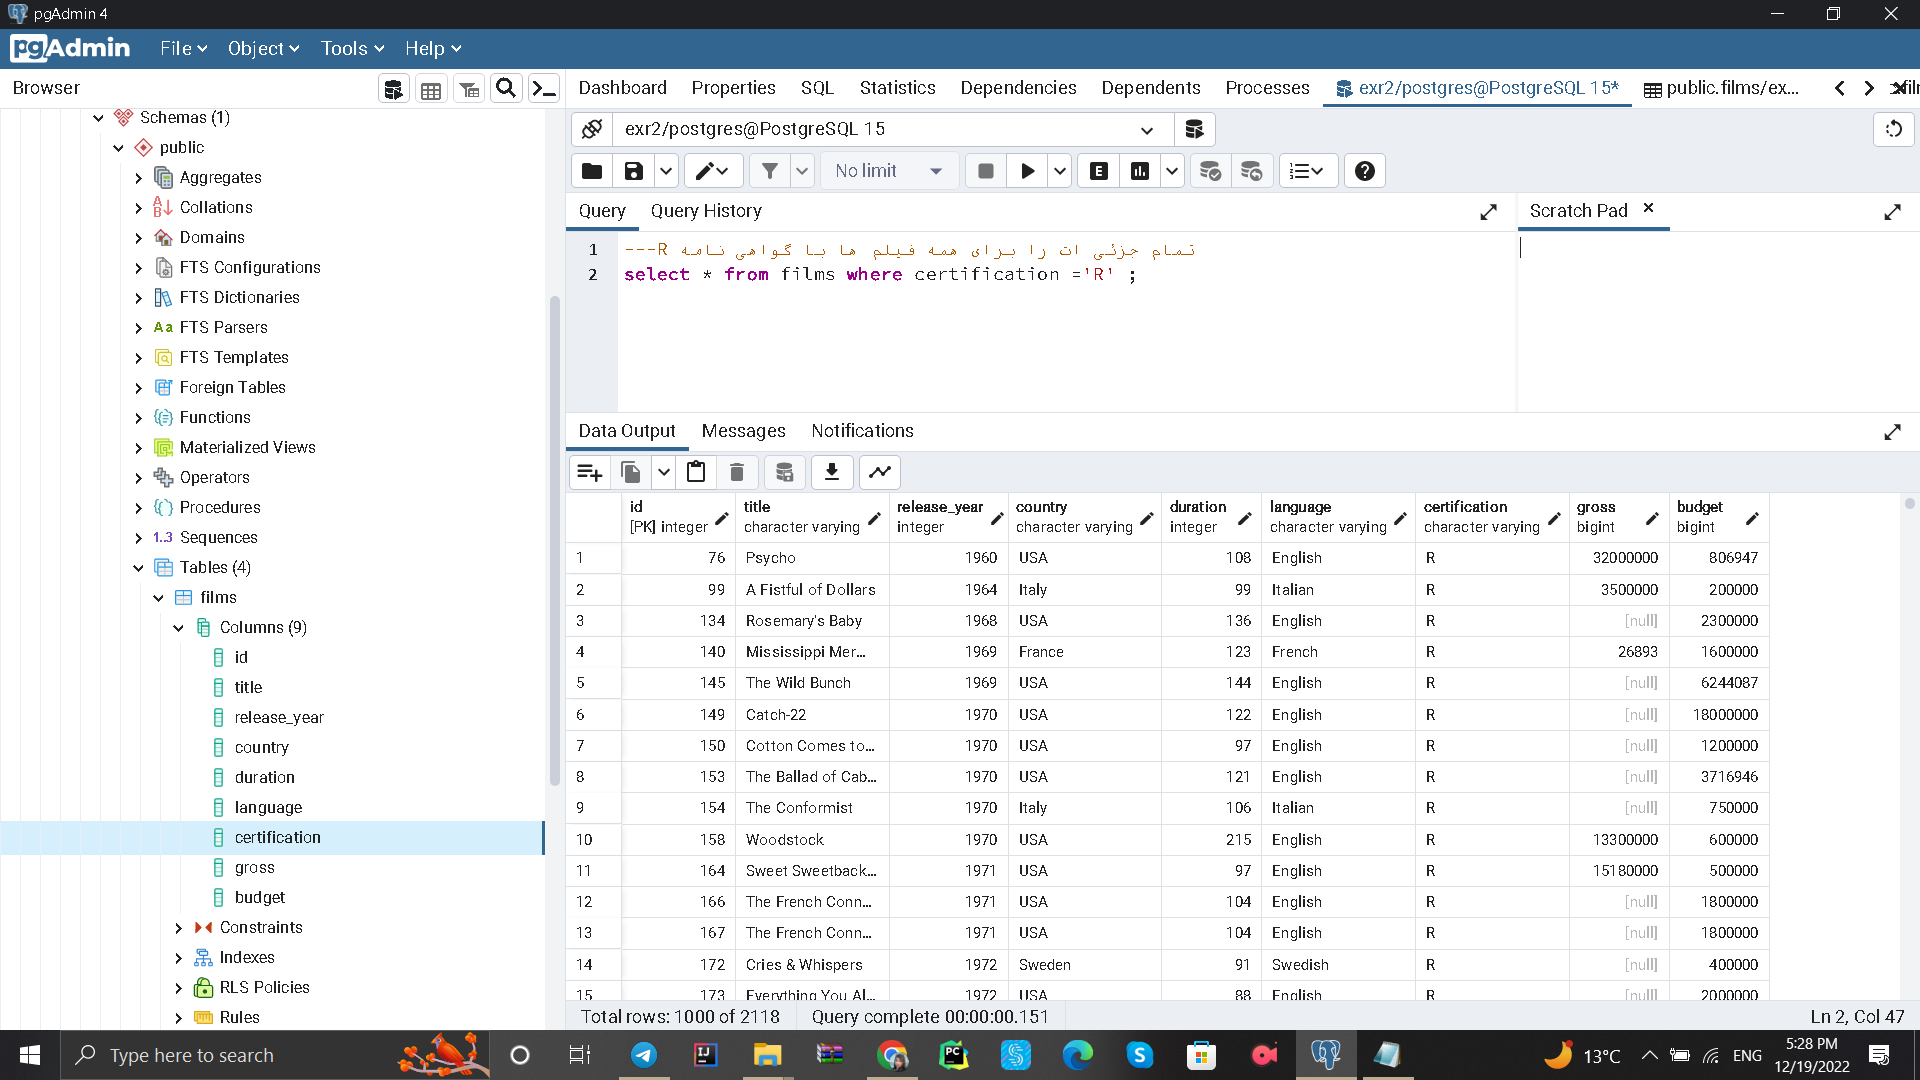 pgAdmin 4
pgAdmin File Object Tools Help
Browser
Dashboard Properties SQL Statistics Dependencies Dependents Processes exr2/postgres@PostgreSQL 15* public.films/ex...
Schemas (1)
public
Aggregates
Collations
Domains
FTS Configurations
FTS Dictionaries
FTS Parsers
FTS Templates
Foreign Tables
Functions
Materialized Views
Operators
Procedures
1..3 Sequences
Tables (4)
films
Columns (9)
id
title
release_year
country
duration
language
certification
gross
budget
Constraints
Indexes
RLS Policies
Rules
exr2/postgres@PostgreSQL 15
No limit
Query Query History
Scratch Pad
1 ---R تمام جزئی ات را برای همه فیلم ها با گواهی نامه
2 select * from films where certification ='R' ;
Data Output Messages Notifications
id title release_year country duration language certification gross budget
[PK] integer character varying integer character varying integer character varying character varying bigint bigint
1 76 Psycho 1960 USA 108 English R 32000000 806947
2 99 A Fistful of Dollars 1964 Italy 99 Italian R 3500000 200000
3 134 Rosemary's Baby 1968 USA 136 English R [null] 2300000
4 140 Mississippi Mer... 1969 France 123 French R 26893 1600000
5 145 The Wild Bunch 1969 USA 144 English R [null] 6244087
6 149 Catch-22 1970 USA 122 English R [null] 18000000
7 150 Cotton Comes to... 1970 USA 97 English R [null] 1200000
8 153 The Ballad of Cab... 1970 USA 121 English R [null] 3716946
9 154 The Conformist 1970 Italy 106 Italian R [null] 750000
10 158 Woodstock 1970 USA 215 English R 13300000 600000
11 164 Sweet Sweetback... 1971 USA 97 English R 15180000 500000
12 166 The French Conn... 1971 USA 104 English R [null] 1800000
13 167 The French Conn... 1971 USA 104 English R [null] 1800000
14 172 Cries & Whispers 1972 Sweden 91 Swedish R [null] 400000
15 173 Everything You Al... 1972 USA 88 English R [null] 2000000
Total rows: 1000 of 2118 Query complete 00:00:00.151 Ln 2, Col 47
Type here to search
13°C ENG
5:28 PM
12/19/2022